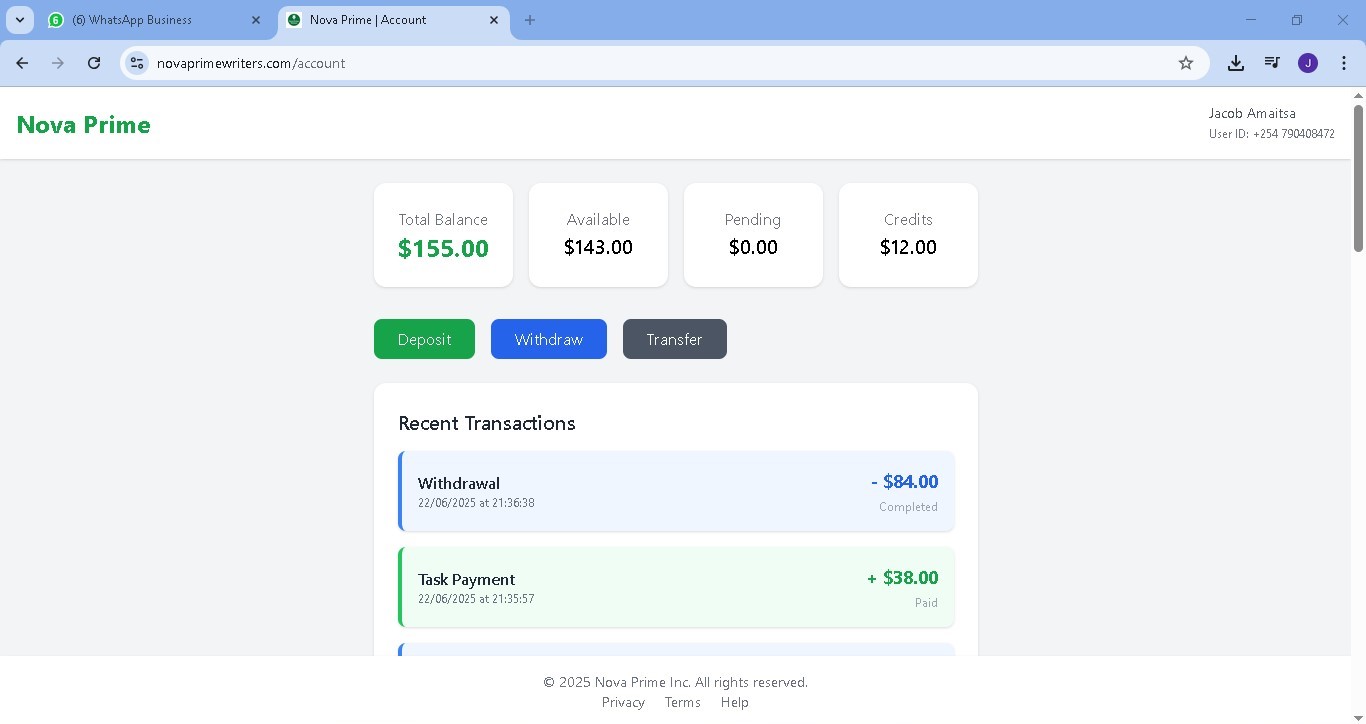 (6) WhatsApp Business
Nova Prime | Account
novaprimewriters.com/account
J
Nova Prime
Jacob Amaitsa
User ID: +254 790408472
Total Balance
$155.00
Available
$143.00
Pending
$0.00
Credits
$12.00
Deposit
Withdraw
Transfer
Recent Transactions
Withdrawal
- $84.00
22/06/2025 at 21:36:38
Completed
Task Payment
+ $38.00
22/06/2025 at 21:35:57
Paid
© 2025 Nova Prime Inc. All rights reserved.
Privacy Terms Help